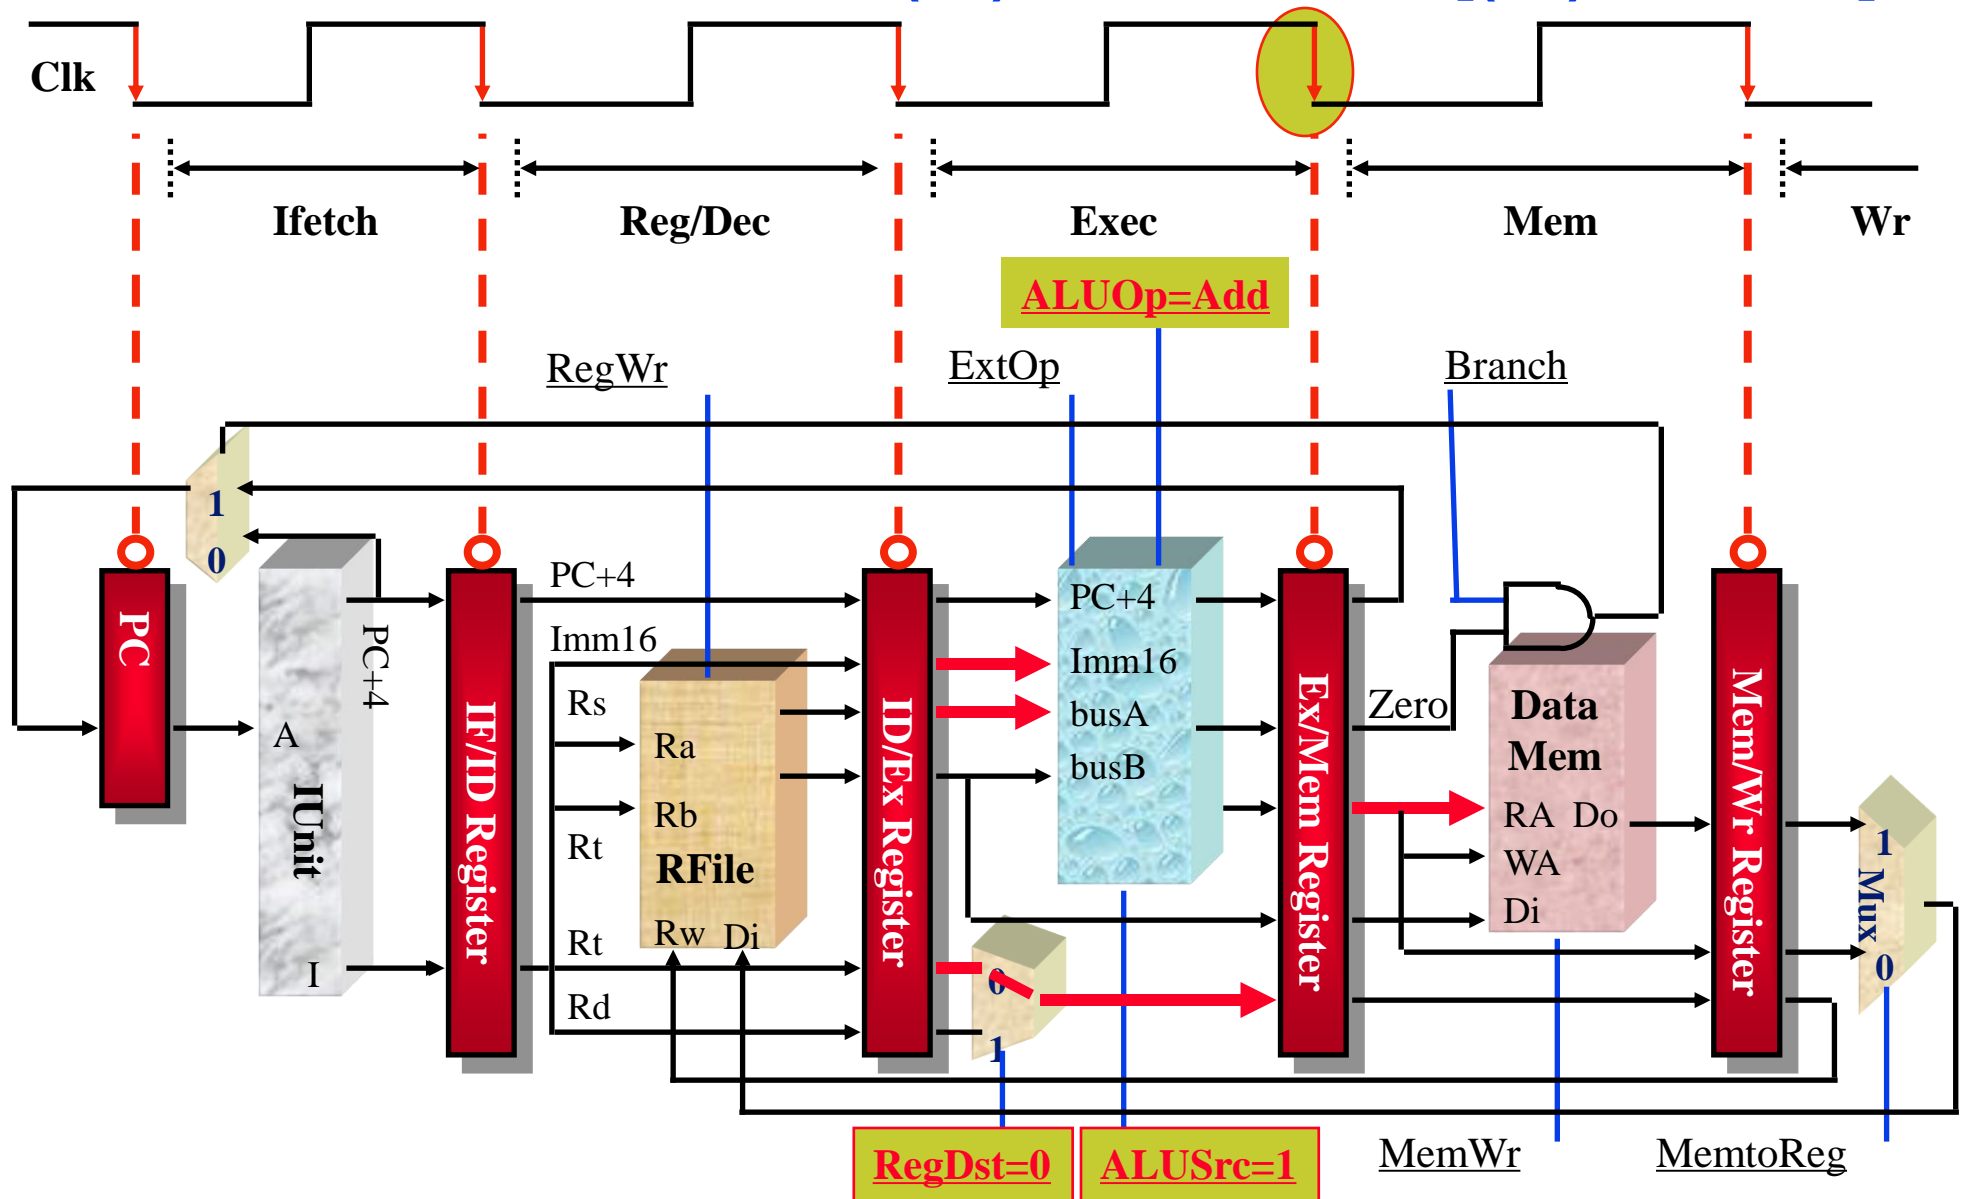 Clk
Ifetch
Reg/Dec
Exec
Mem
Wr
ALUOp=Add
RegWr
ExtOp
Branch
1
0
PC
PC+4
A
IUnit
I
IF/ID Register
PC+4
Imm16
Rs
Ra
Rb
Rt
RFile
Rw Di
Rt
Rd
ID/Ex Register
PC+4
Imm16
busA
busB
0
1
Ex/Mem Register
Zero
Data
Mem
RA Do
WA
Di
Mem/Wr Register
1
Mux
0
RegDst=0
ALUSrc=1
MemWr
MemtoReg